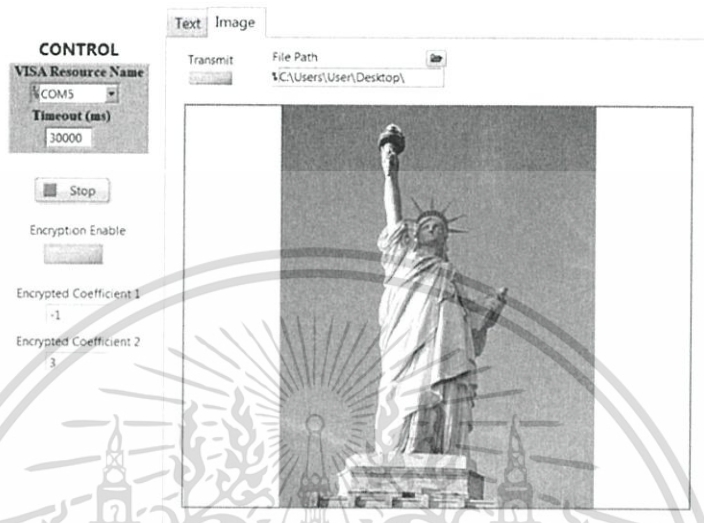 Text Image
CONTROL
VISA Resource Name
COM5
Timeout (ms)
30000
Stop
Encryption Enable
Encrypted Coefficient 1
-1
Encrypted Coefficient 2
3
Transmit
File Path
C:\Users\User\Desktop\